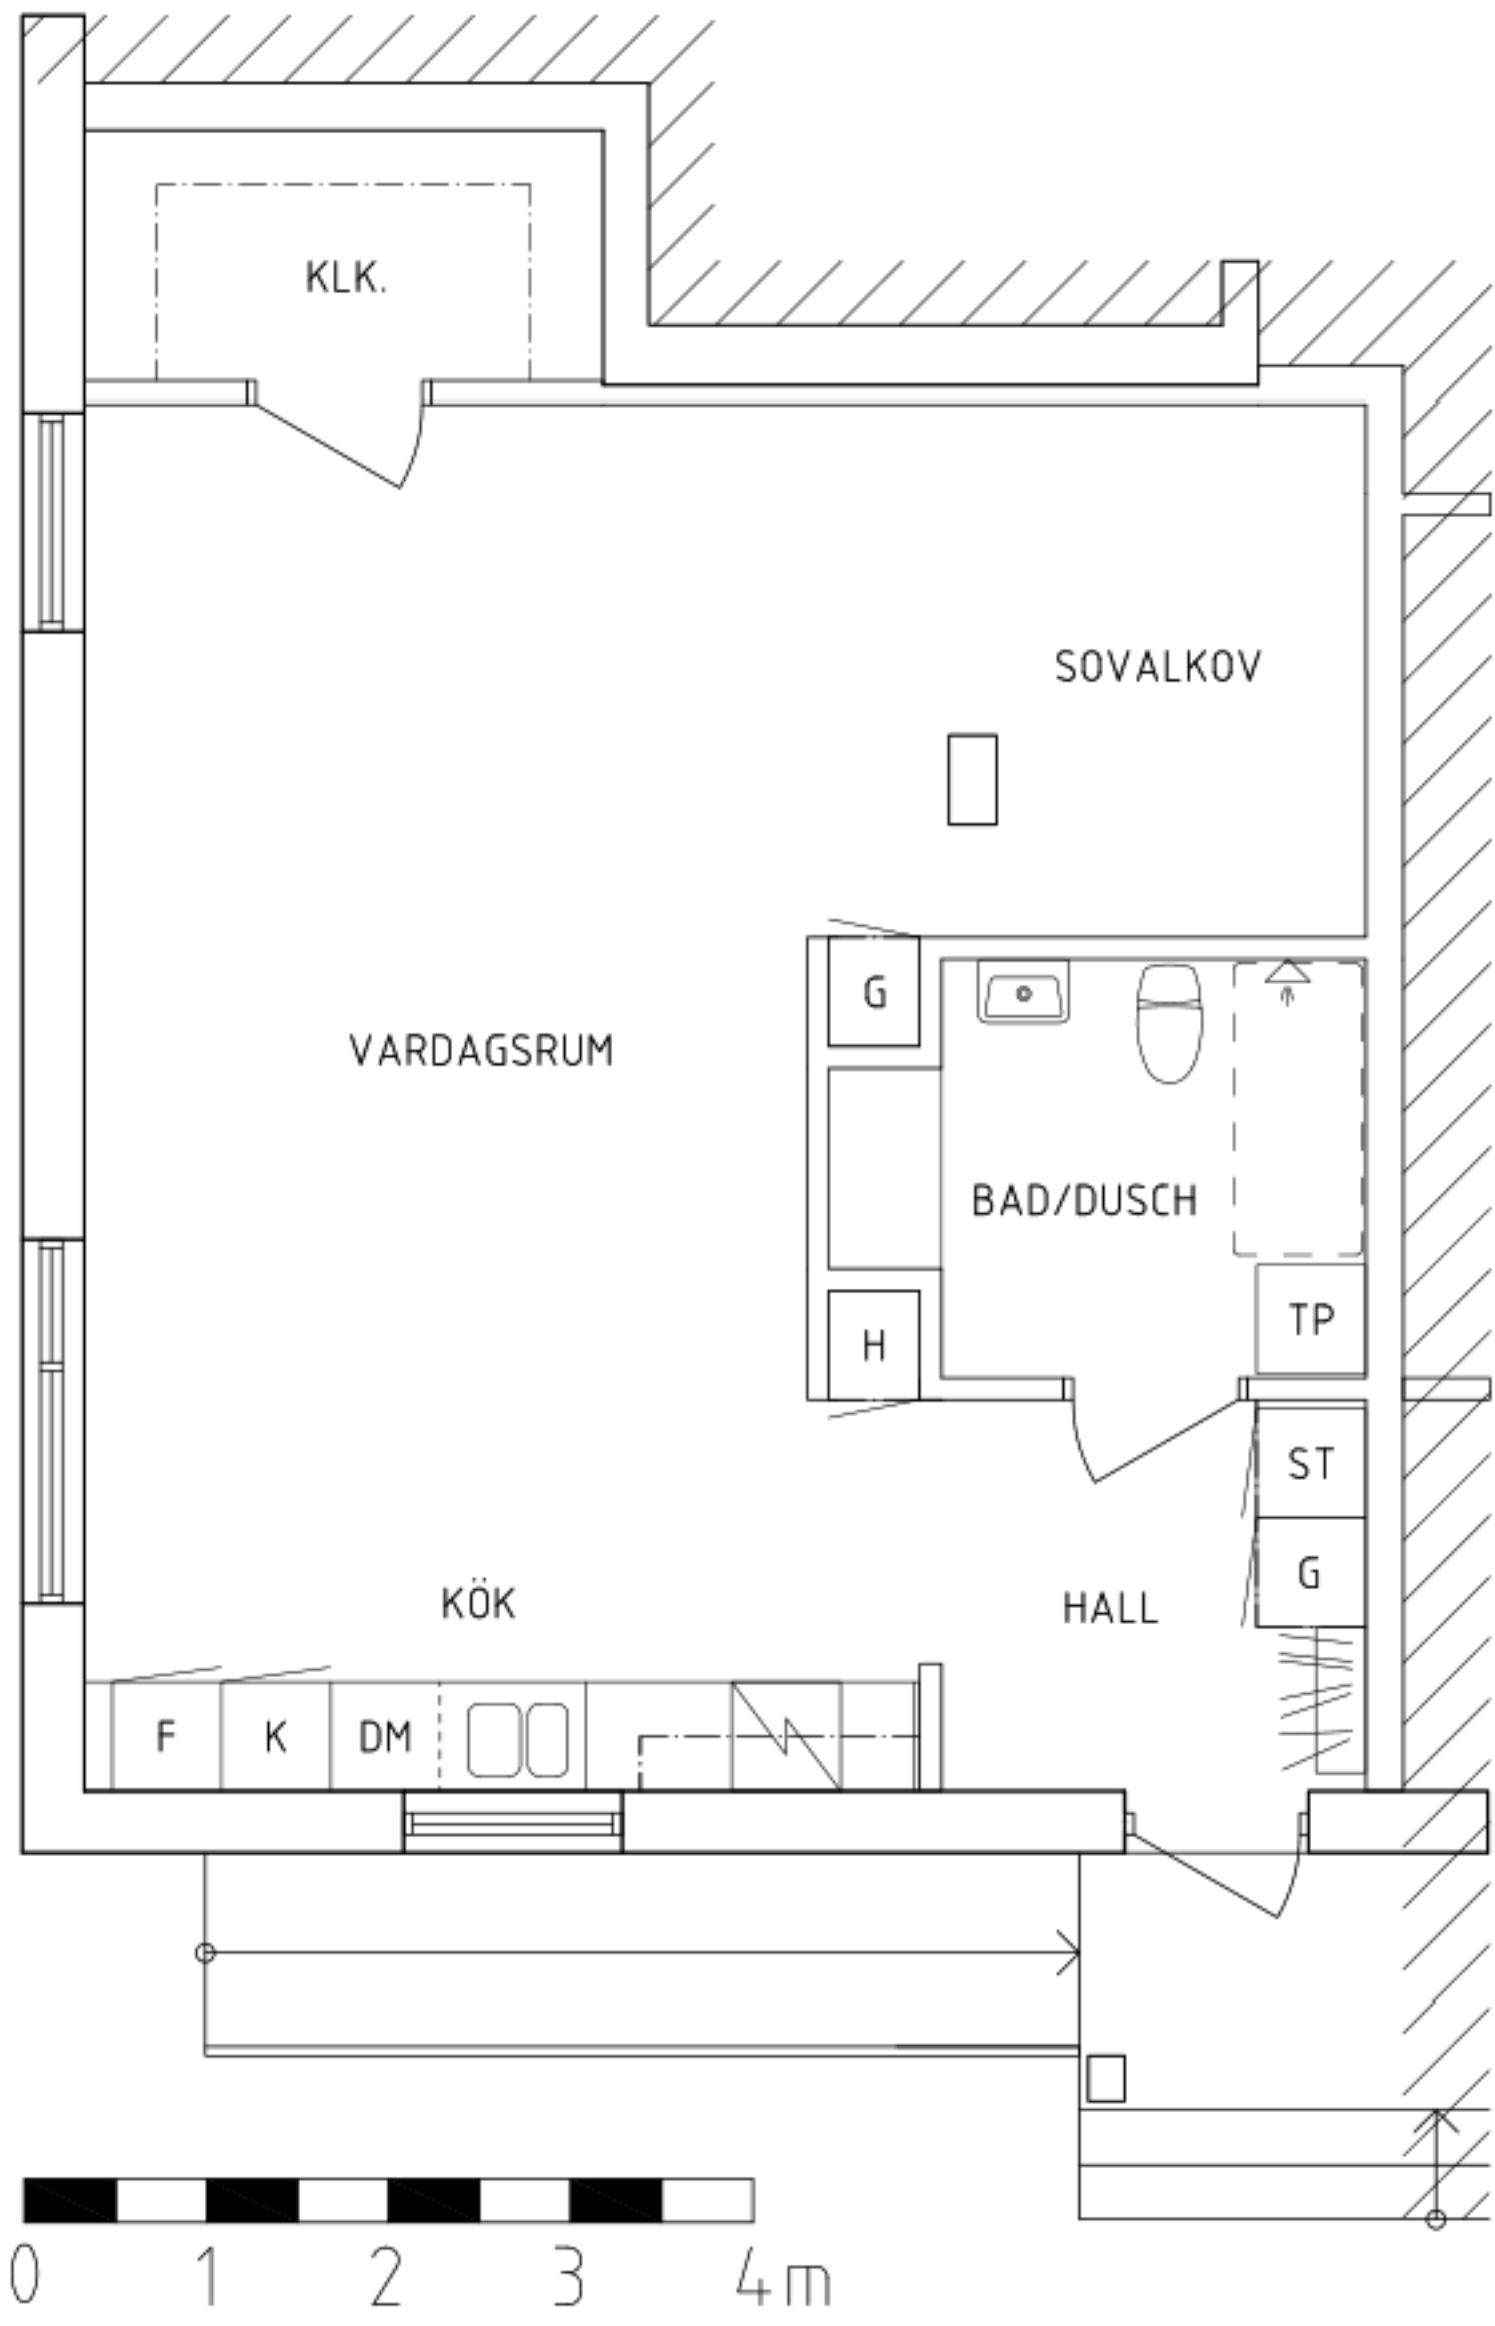 KLK.
SOVALKOV
G
VARDAGSRUM
BAD/DUSCH
TP
H
ST
G
KÖK
HALL
F K DM
0 1 2 3 4m